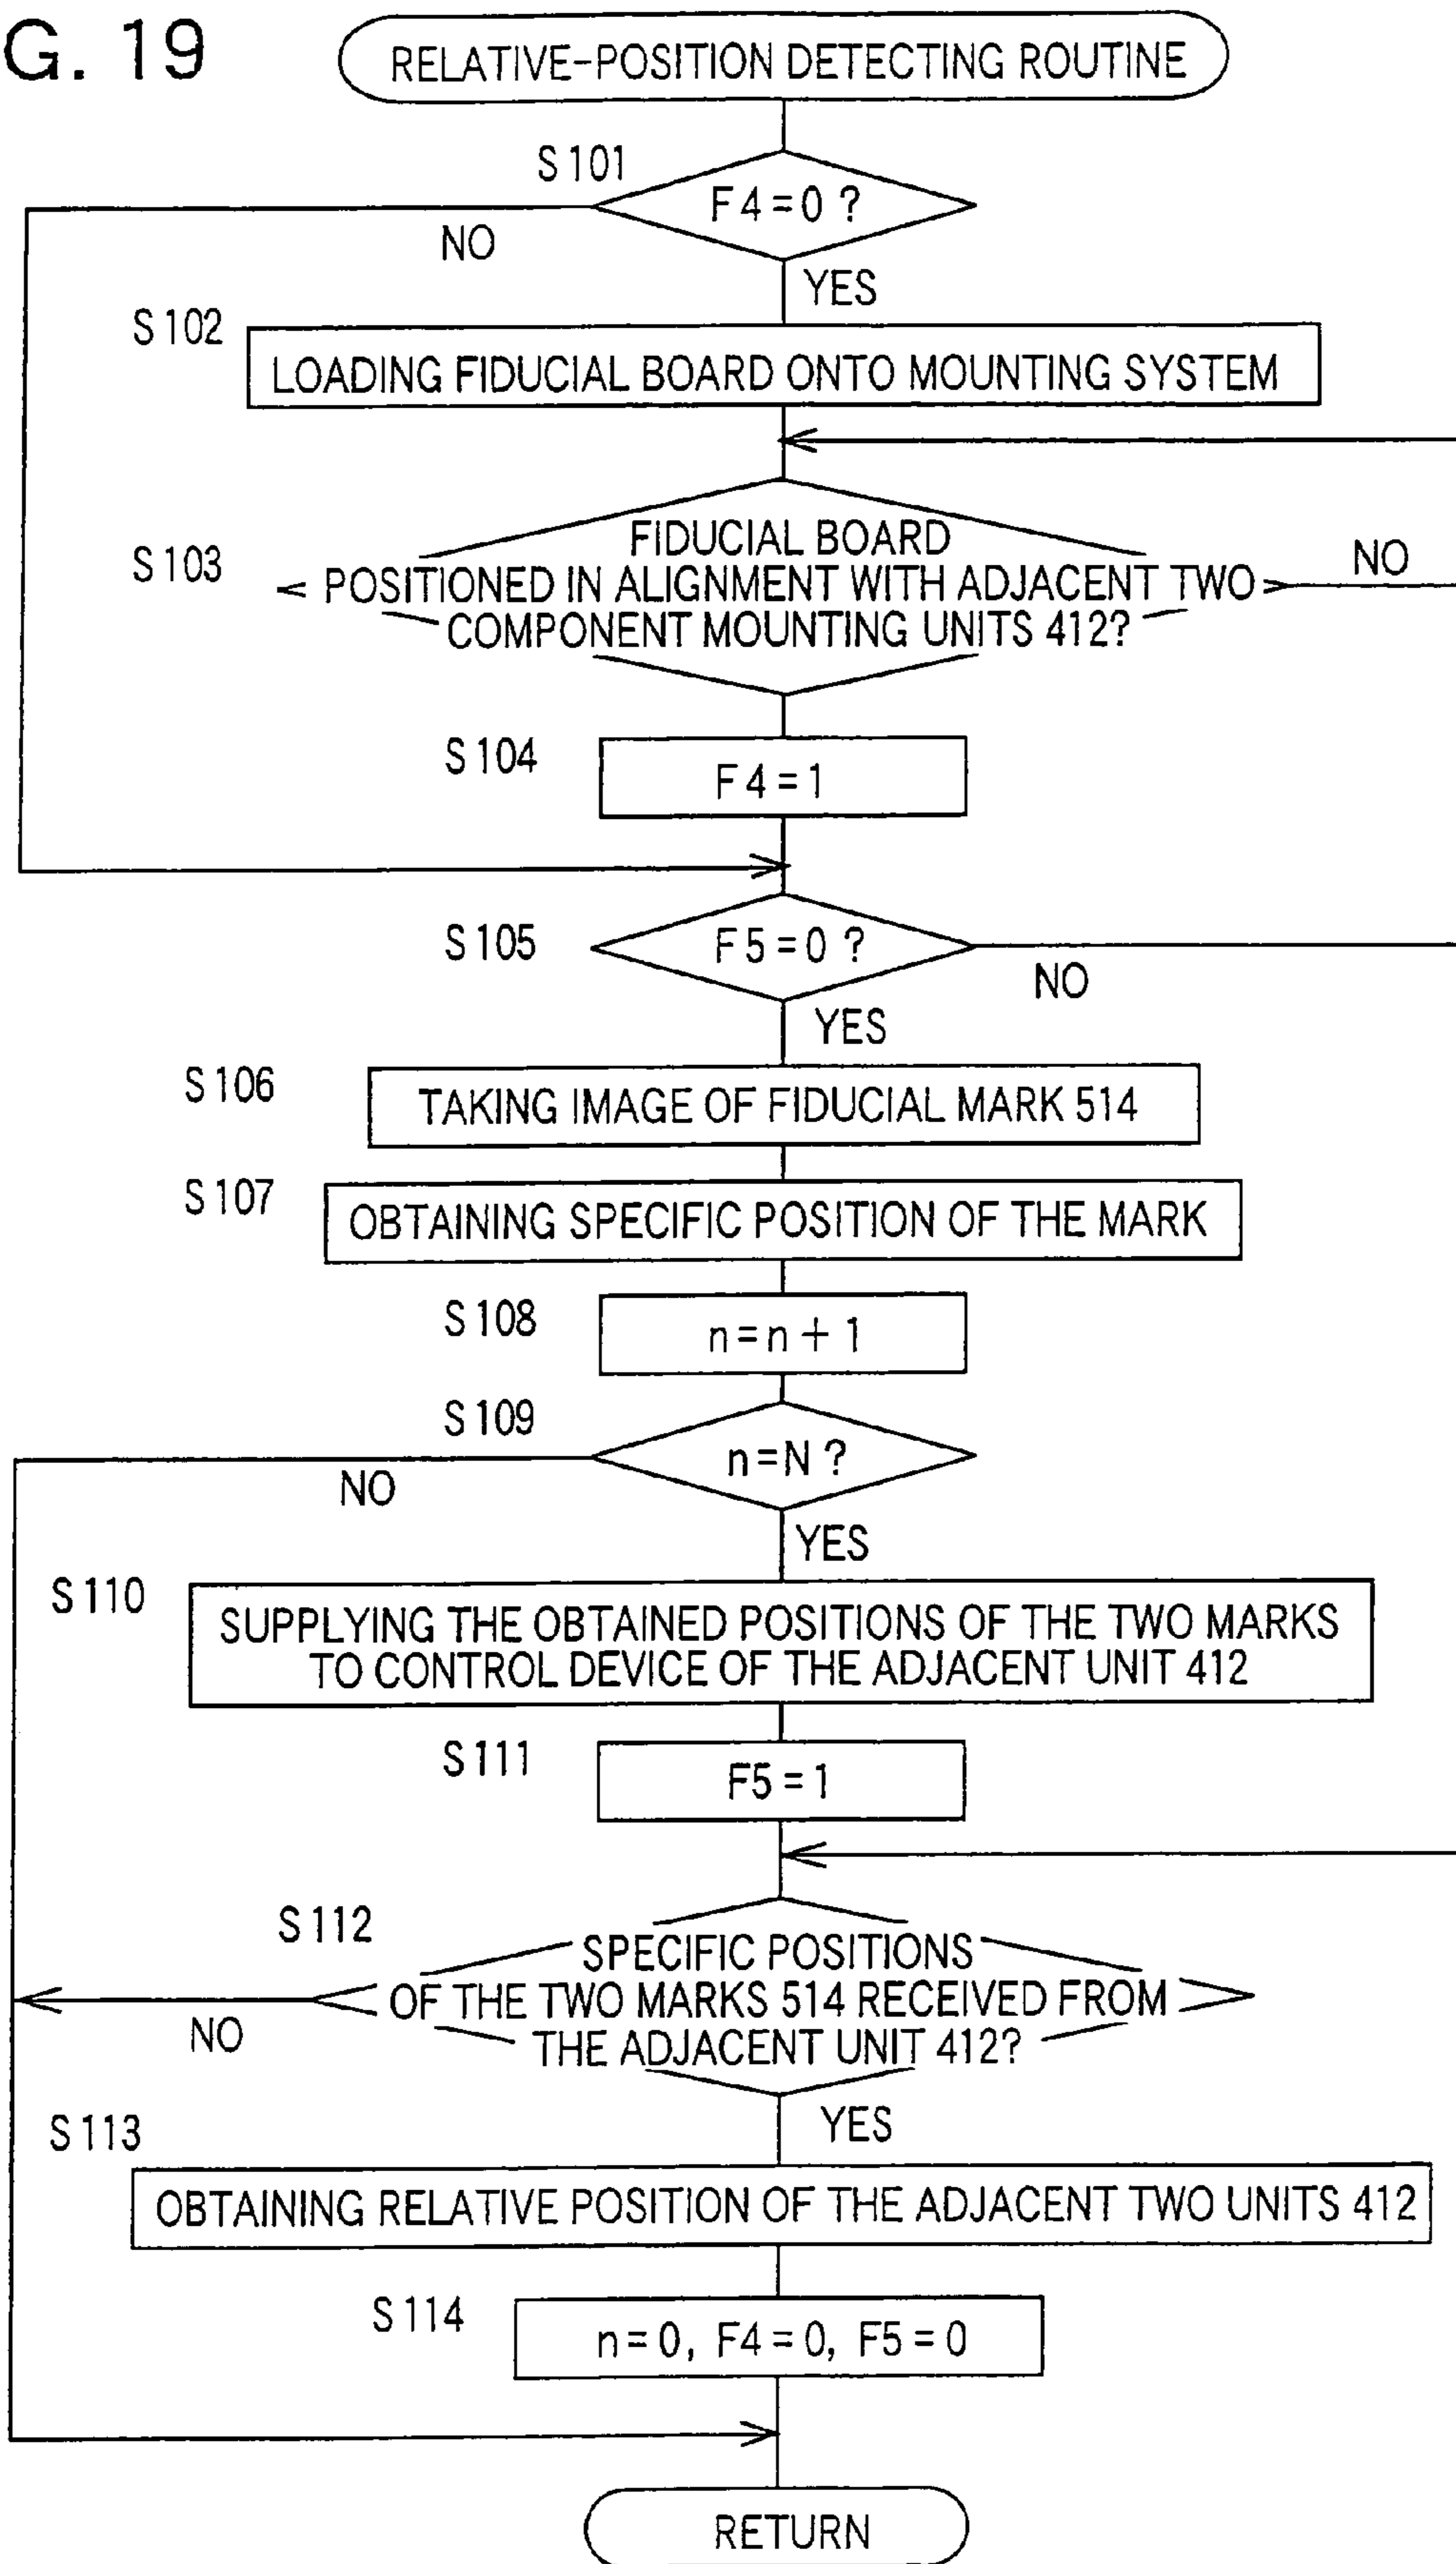 G. 19
RELATIVE-POSITION DETECTING ROUTINE
S101
F4=0 ?
NO
YES
S102
LOADING FIDUCIAL BOARD ONTO MOUNTING SYSTEM
S103
FIDUCIAL BOARD
POSITIONED IN ALIGNMENT WITH ADJACENT TWO
COMPONENT MOUNTING UNITS 412?
NO
S104
F4=1
S105
F5=0 ?
NO
YES
S106
TAKING IMAGE OF FIDUCIAL MARK 514
S107
OBTAINING SPECIFIC POSITION OF THE MARK
S108
n=n+1
S109
n=N ?
NO
YES
S110
SUPPLYING THE OBTAINED POSITIONS OF THE TWO MARKS
TO CONTROL DEVICE OF THE ADJACENT UNIT 412
S111
F5=1
S112
SPECIFIC POSITIONS
OF THE TWO MARKS 514 RECEIVED FROM
THE ADJACENT UNIT 412?
NO
YES
S113
OBTAINING RELATIVE POSITION OF THE ADJACENT TWO UNITS 412
S114
n=0, F4=0, F5=0
RETURN